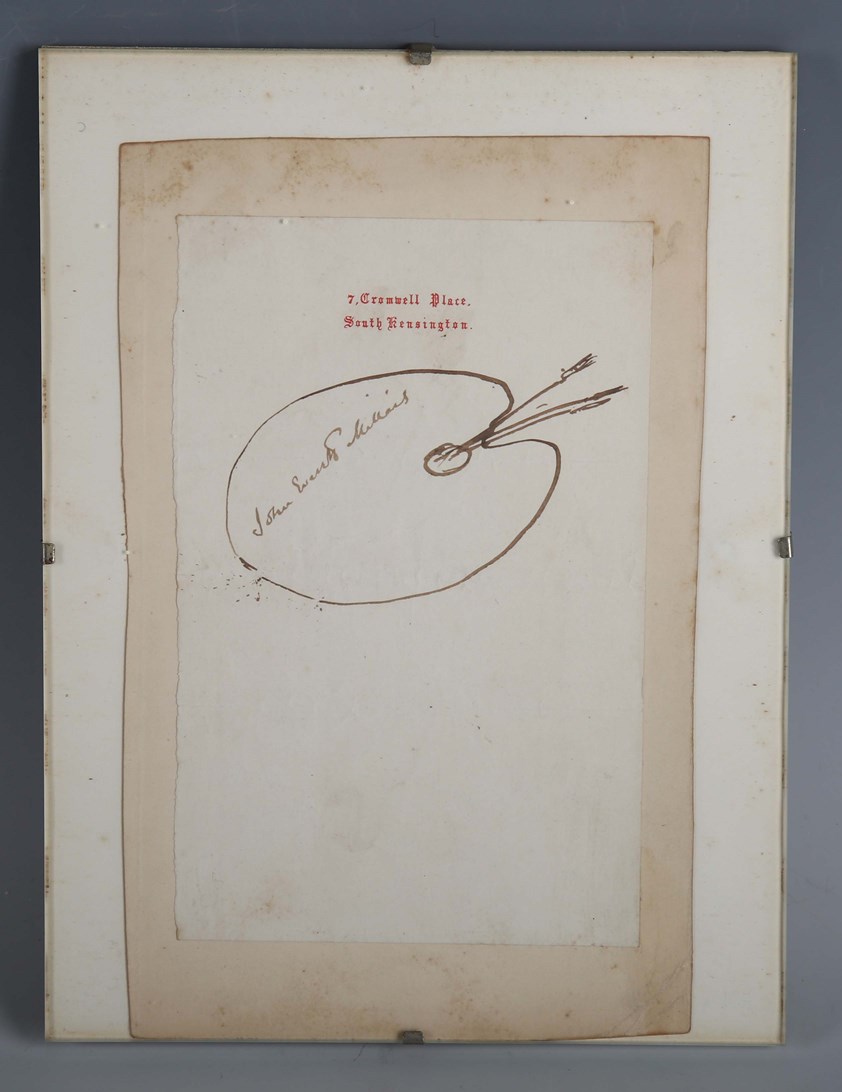 7, Cromwell Place,
South Kensington.
John Everett Millais